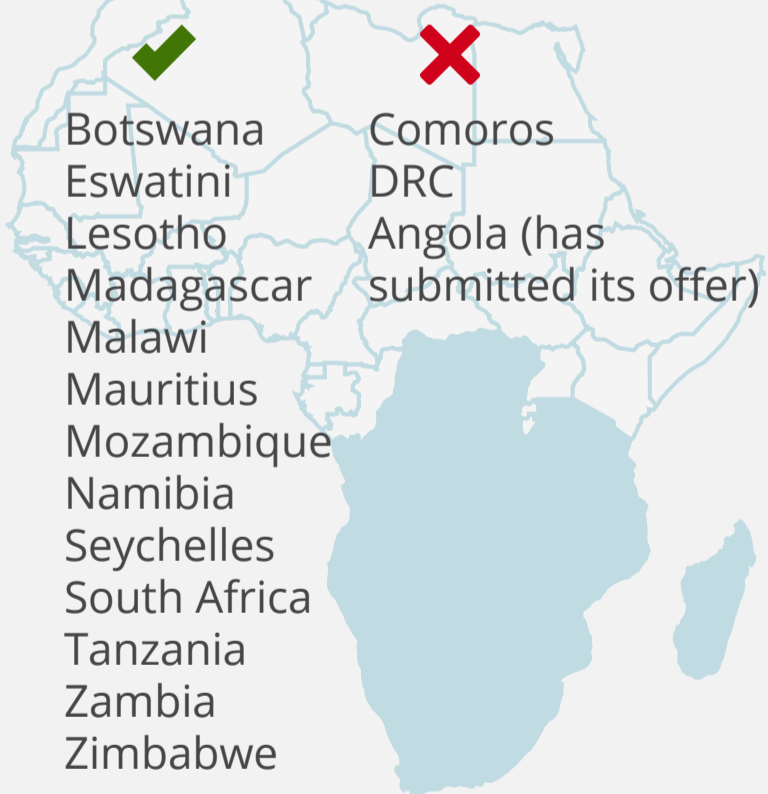 Botswana
Eswatini
Lesotho
Madagascar
Malawi
Mauritius
Mozambique
Namibia
Seychelles
South Africa
Tanzania
Zambia
Zimbabwe
Comoros
DRC
Angola (has
submitted its offer)